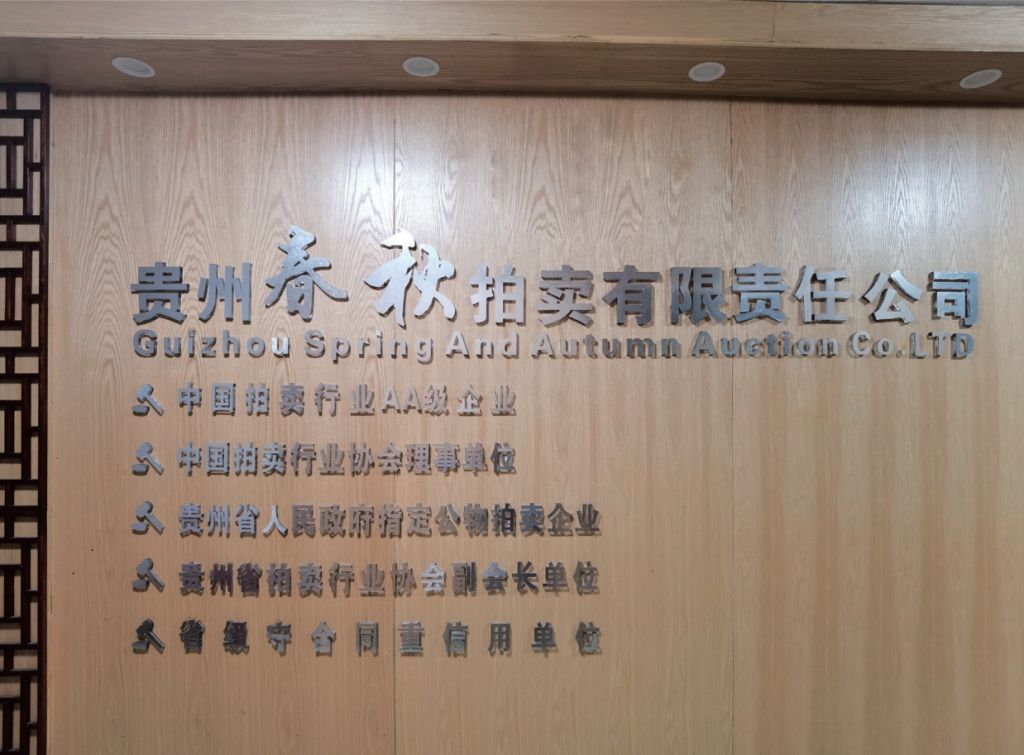 贵州春秋拍卖有限责任公司
Guizhou Spring And Autumn Auction Co.LTD
中国拍卖行业AA级企业
中国拍卖行业协会理事单位
贵州省人民政府指定公物拍卖企业
贵州省拍卖行业协会副会长单位
省级守合同重信用单位